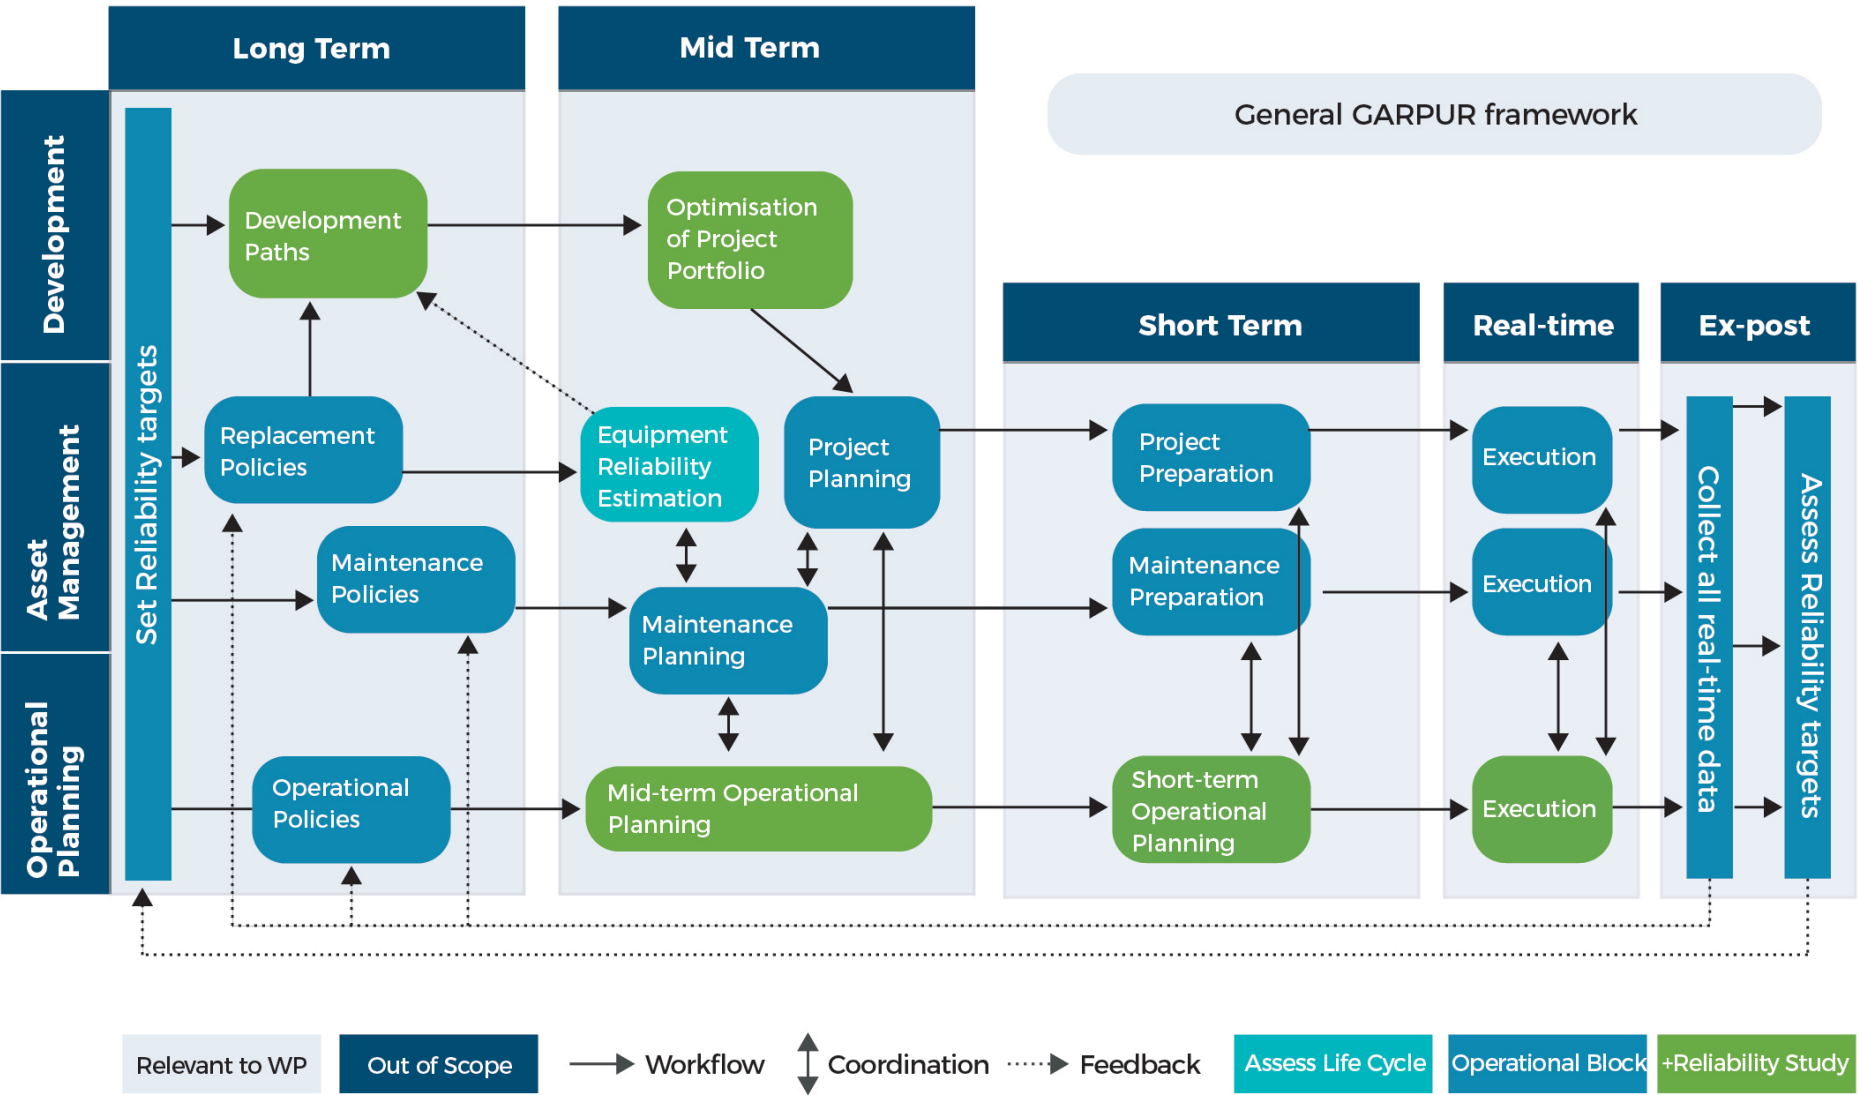 Long Term
Mid Term
General GARPUR framework
Development
Asset
Management
Operational
Planning
Set Reliability targets
Development
Paths
Optimisation
of Project
Portfolio
Short Term
Real-time
Ex-post
Replacement
Policies
Equipment
Reliability
Estimation
Project
Planning
Project
Preparation
Execution
Maintenance
Policies
Maintenance
Planning
Maintenance
Preparation
Execution
Operational
Policies
Mid-term Operational
Planning
Short-term
Operational
Planning
Execution
Collect all real-time data
Assess Reliability targets
Relevant to WP
Out of Scope
Workflow
Coordination
Feedback
Assess Life Cycle
Operational Block
+Reliability Study